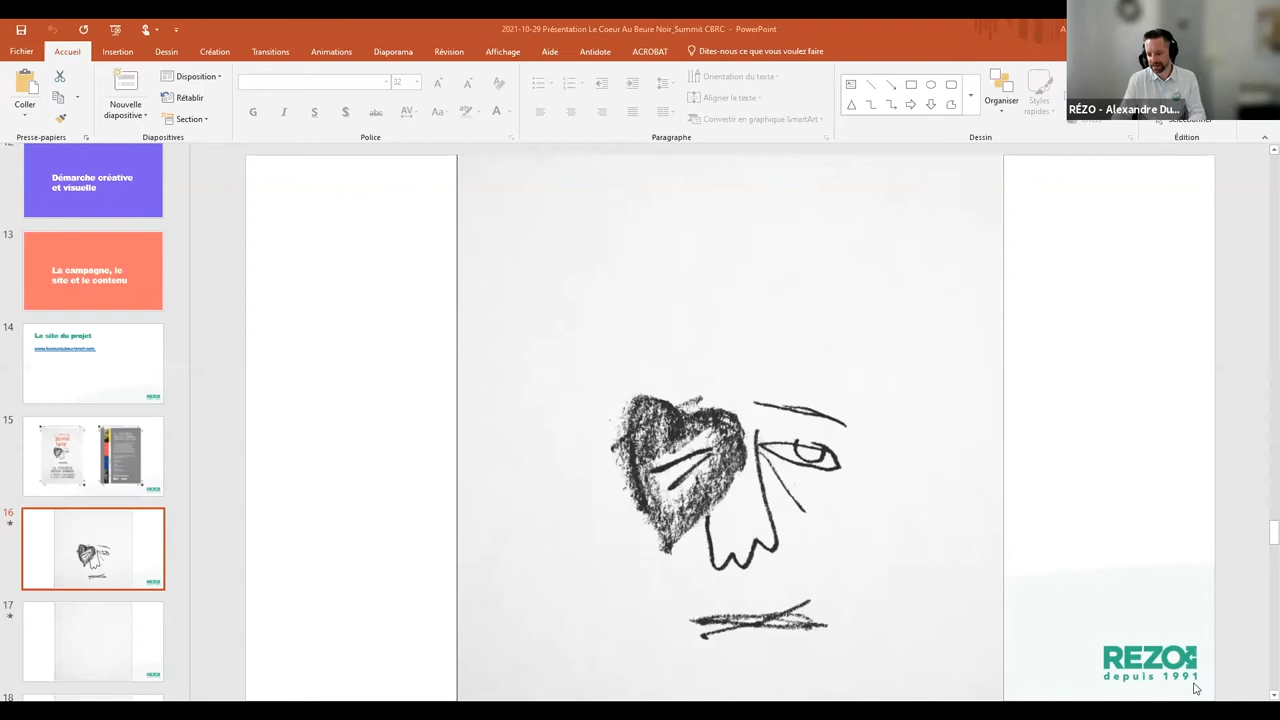 2021-10-29 Présentation Le Coeur Au Beure Noir_Summit CBRC - PowerPoint
Fichier Accueil Insertion Dessin Création Transitions Animations Diaporama Révision Affichage Aide Antidote ACROBAT Dites-nous ce que vous voulez faire
RÉZO - Alexandre Du...
Coller
Nouvelle
diapositive
Disposition
Rétablir
Section
32
G I S S abc AV Aa A
Orientation du texte
Aligner le texte
Convertir en graphique SmartArt
Organiser
Styles
rapides
Presse-papiers Diapositives Police Paragraphe Dessin Édition
Démarche créative
et visuelle
13
La campagne, le
site et le contenu
14
Le site du projet
15
16
17
18
REZO
depuis 1991